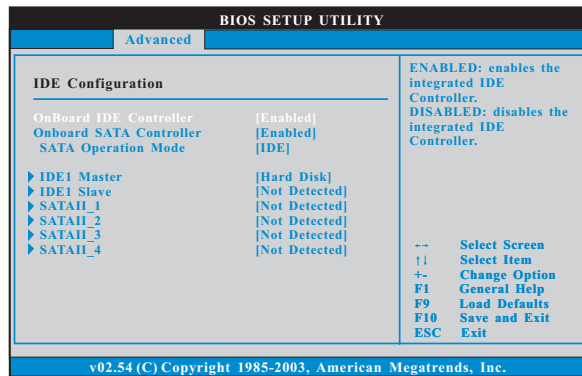 BIOS SETUP UTILITY
Advanced
IDE Configuration
OnBoard IDE Controller [Enabled]
Onboard SATA Controller [Enabled]
SATA Operation Mode [IDE]
IDE1 Master [Hard Disk]
IDE1 Slave [Not Detected]
SATAII_1 [Not Detected]
SATAII_2 [Not Detected]
SATAII_3 [Not Detected]
SATAII_4 [Not Detected]
ENABLED: enables the
integrated IDE
Controller.
DISABLED: disables the
integrated IDE
Controller.
←→ Select Screen
↑↓ Select Item
+- Change Option
F1 General Help
F9 Load Defaults
F10 Save and Exit
ESC Exit
v02.54 (C) Copyright 1985-2003, American Megatrends, Inc.